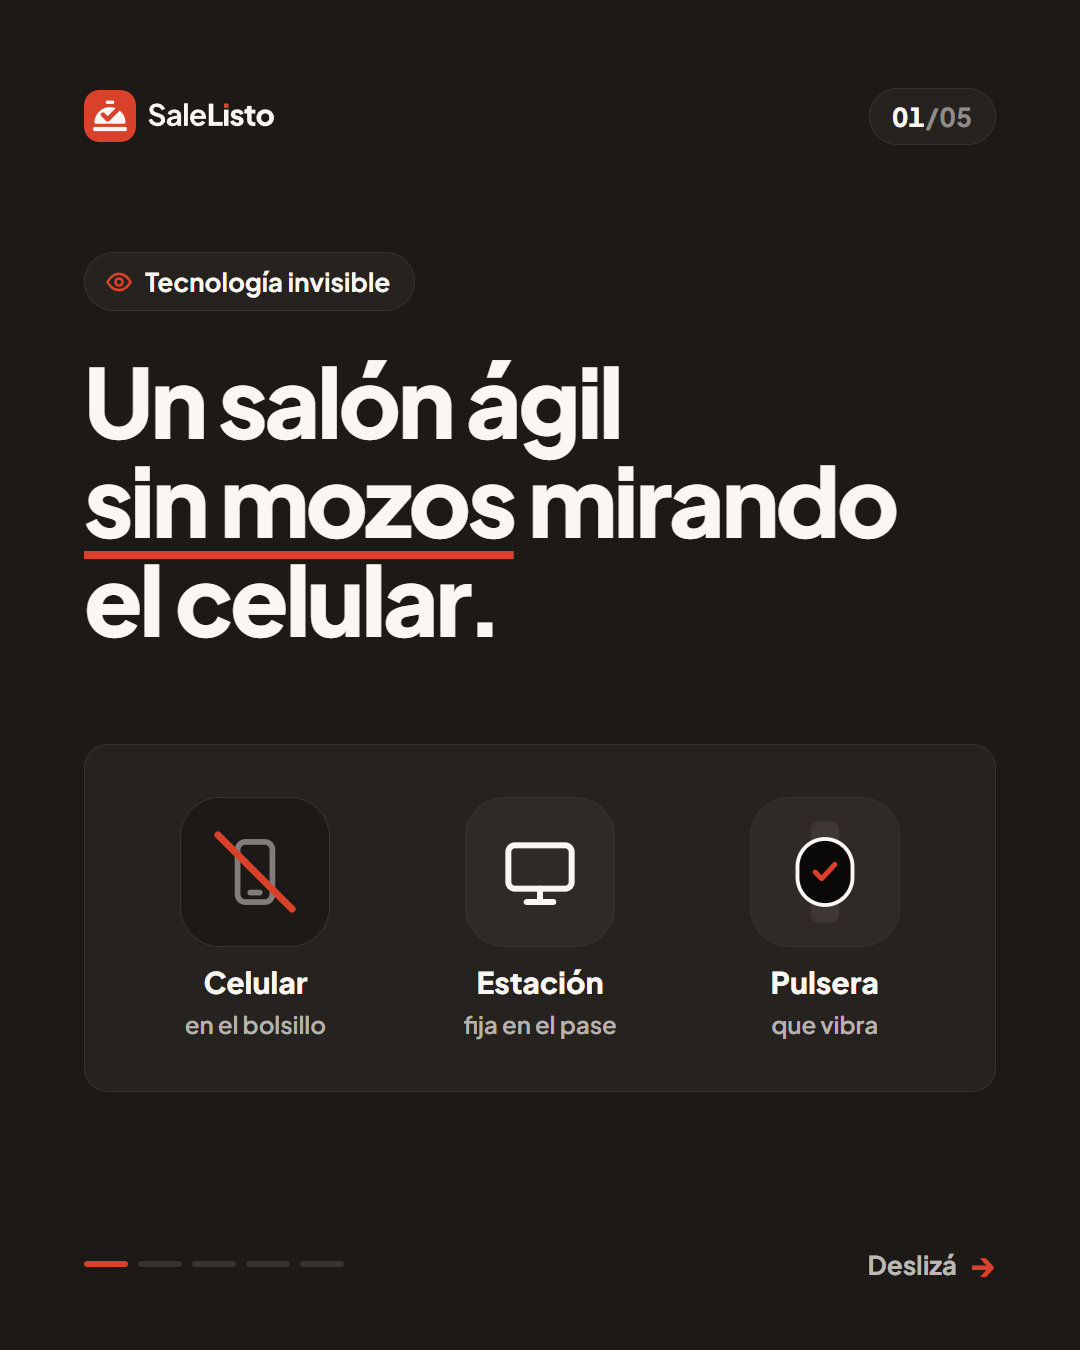 SaleListo
01/05
Tecnología invisible
Un salón ágil
sin mozos mirando
el celular.
Celular
en el bolsillo
Estación
fija en el pase
Pulsera
que vibra
Deslizá →